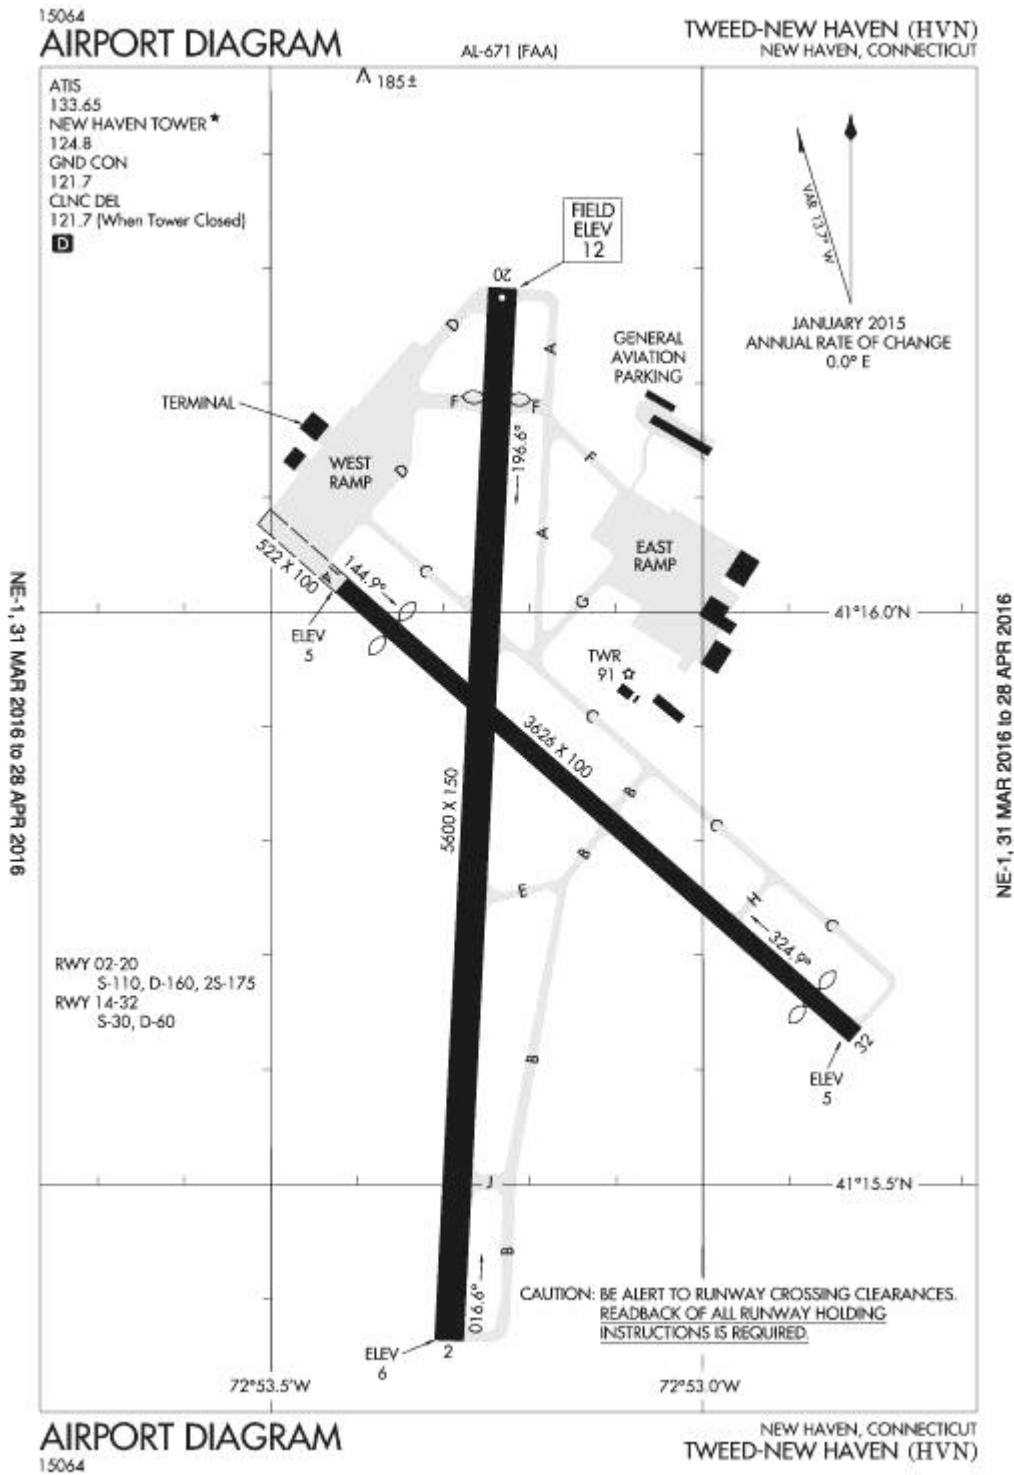 15064
AIRPORT DIAGRAM
AL-671 (FAA)
TWEED-NEW HAVEN (HVN)
NEW HAVEN, CONNECTICUT
185±
ATIS
133.65
NEW HAVEN TOWER★
124.8
GND CON
121.7
CLNC DEL
121.7 (When Tower Closed)
D
VAR 13.7° W
JANUARY 2015
ANNUAL RATE OF CHANGE
0.0° E
FIELD
ELEV
12
20
D
A
GENERAL
AVIATION
PARKING
TERMINAL
F
F
196.6°
F
WEST
RAMP
D
A
EAST
RAMP
522 X 100
14
144.9°
C
G
41°16.0'N
ELEV
5
TWR
91
C
3626 X 100
B
5600 X 150
C
B
E
H
C
324.9°
RWY 02-20
S-110, D-160, 2S-175
RWY 14-32
S-30, D-60
32
B
ELEV
5
J
41°15.5'N
B
016.6°
CAUTION: BE ALERT TO RUNWAY CROSSING CLEARANCES.
READBACK OF ALL RUNWAY HOLDING
INSTRUCTIONS IS REQUIRED.
ELEV
6
2
72°53.5'W
72°53.0'W
NE-1, 31 MAR 2016 to 28 APR 2016
NE-1, 31 MAR 2016 to 28 APR 2016
AIRPORT DIAGRAM
15064
NEW HAVEN, CONNECTICUT
TWEED-NEW HAVEN (HVN)